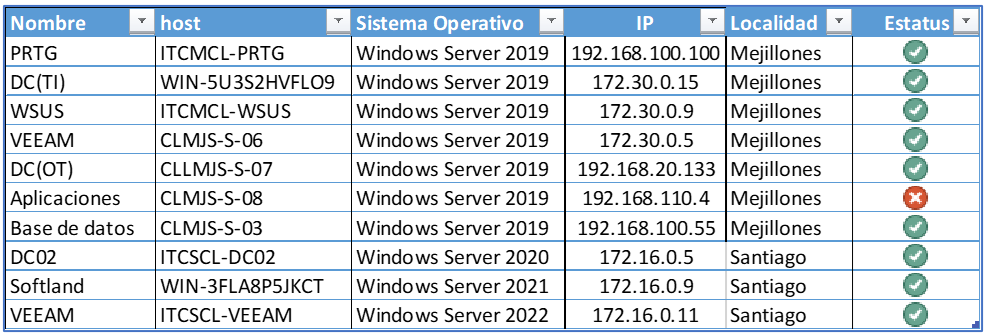 Nombre host Sistema Operativo IP Localidad Estatus
PRTG ITCMCL-PRTG Windows Server 2019 192.168.100.100 Mejillones
DC(TI) WIN-5U3S2HVFLO9 Windows Server 2019 172.30.0.15 Mejillones
WSUS ITCMCL-WSUS Windows Server 2019 172.30.0.9 Mejillones
VEEAM CLMJS-S-06 Windows Server 2019 172.30.0.5 Mejillones
DC(OT) CLLMJS-S-07 Windows Server 2019 192.168.20.133 Mejillones
Aplicaciones CLMJS-S-08 Windows Server 2019 192.168.110.4 Mejillones
Base de datos CLMJS-S-03 Windows Server 2019 192.168.100.55 Mejillones
DC02 ITCSCL-DC02 Windows Server 2020 172.16.0.5 Santiago
Softland WIN-3FLA8P5JKCT Windows Server 2021 172.16.0.9 Santiago
VEEAM ITCSCL-VEEAM Windows Server 2022 172.16.0.11 Santiago